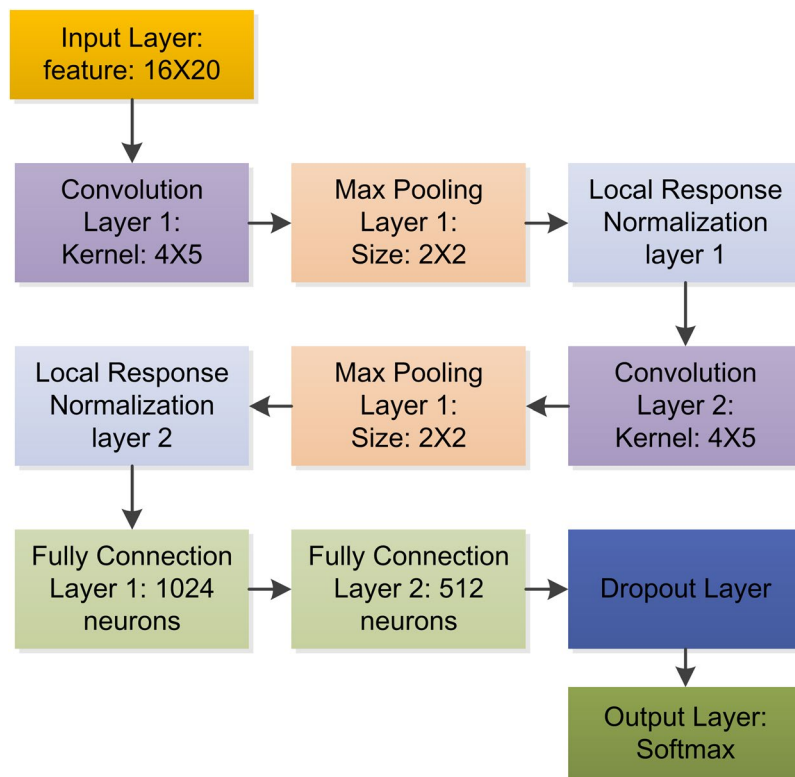 Input Layer:
feature: 16X20
Convolution
Layer 1:
Kernel: 4X5
Max Pooling
Layer 1:
Size: 2X2
Local Response
Normalization
layer 1
Convolution
Layer 2:
Kernel: 4X5
Max Pooling
Layer 1:
Size: 2X2
Local Response
Normalization
layer 2
Fully Connection
Layer 1: 1024
neurons
Fully Connection
Layer 2: 512
neurons
Dropout Layer
Output Layer:
Softmax